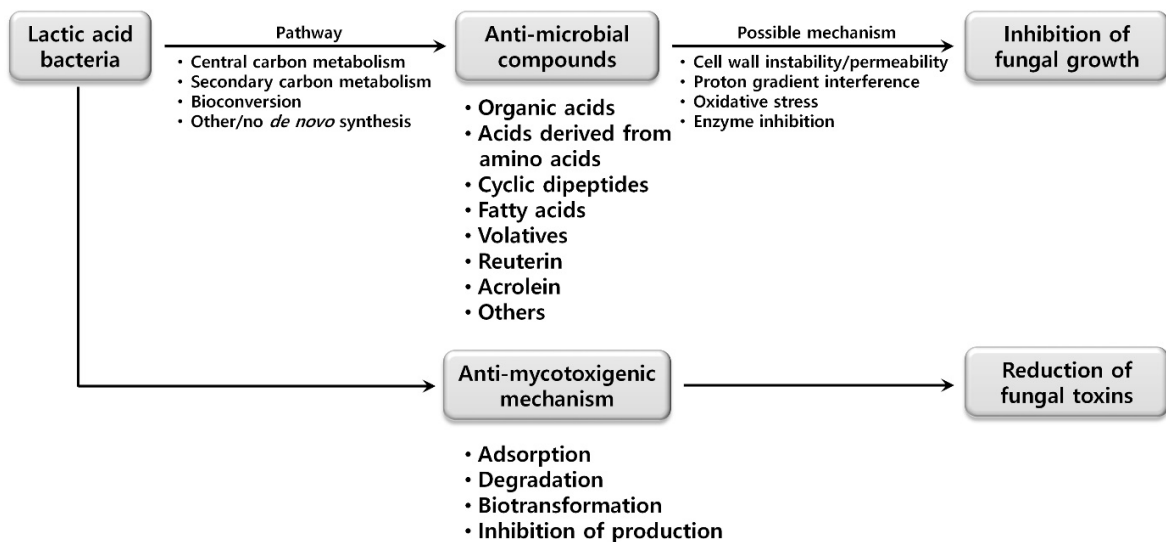 Lactic acid
bacteria
Pathway
• Central carbon metabolism
• Secondary carbon metabolism
• Bioconversion
• Other/no de novo synthesis
Anti-microbial
compounds
• Organic acids
• Acids derived from
amino acids
• Cyclic dipeptides
• Fatty acids
• Volatives
• Reuterin
• Acrolein
• Others
Possible mechanism
• Cell wall instability/permeability
• Proton gradient interference
• Oxidative stress
• Enzyme inhibition
Inhibition of
fungal growth
Anti-mycotoxigenic
mechanism
• Adsorption
• Degradation
• Biotransformation
• Inhibition of production
Reduction of
fungal toxins